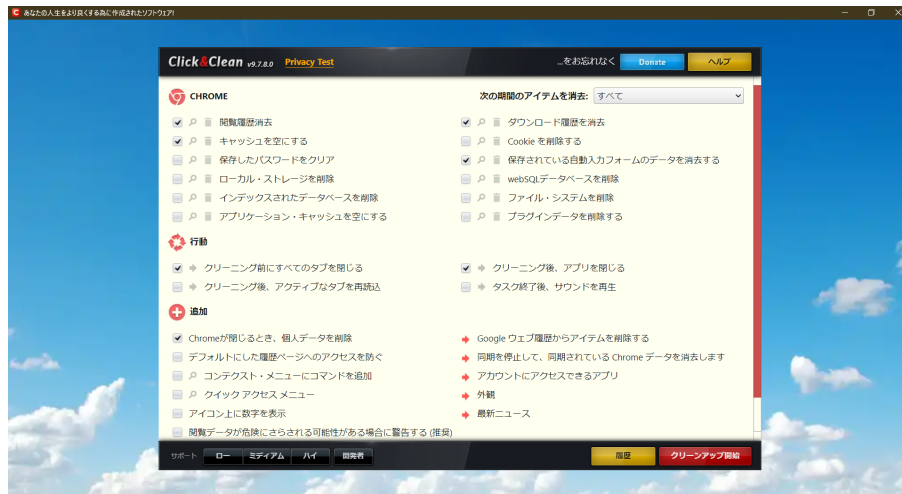 あなたの人生をより良くする為に作成されたソフトウェア!
Click&Clean v9.7.8.0 Privacy Test ...をお忘れなく Donate ヘルプ
CHROME 次の期間のアイテムを消去: すべて
閲覧履歴消去 ダウンロード履歴を消去
キャッシュを空にする Cookie を削除する
保存したパスワードをクリア 保存されている自動入力フォームのデータを消去する
ローカル・ストレージを削除 webSQLデータベースを削除
インデックスされたデータベースを削除 ファイル・システムを削除
アプリケーション・キャッシュを空にする プラグインデータを削除する
行動
クリーニング前にすべてのタブを閉じる クリーニング後、アプリを閉じる
クリーニング後、アクティブなタブを再読込 タスク終了後、サウンドを再生
追加
Chromeが閉じるとき、個人データを削除 Google ウェブ履歴からアイテムを削除する
デフォルトにした履歴ページへのアクセスを防ぐ 同期を停止して、同期されている Chrome データを消去します
コンテクスト・メニューにコマンドを追加 アカウントにアクセスできるアプリ
クイック アクセス メニュー 外観
アイコン上に数字を表示 最新ニュース
閲覧データが危険にさらされる可能性がある場合に警告する (推奨)
サポート ロー ミディアム ハイ 開発者 履歴 クリーンアップ開始